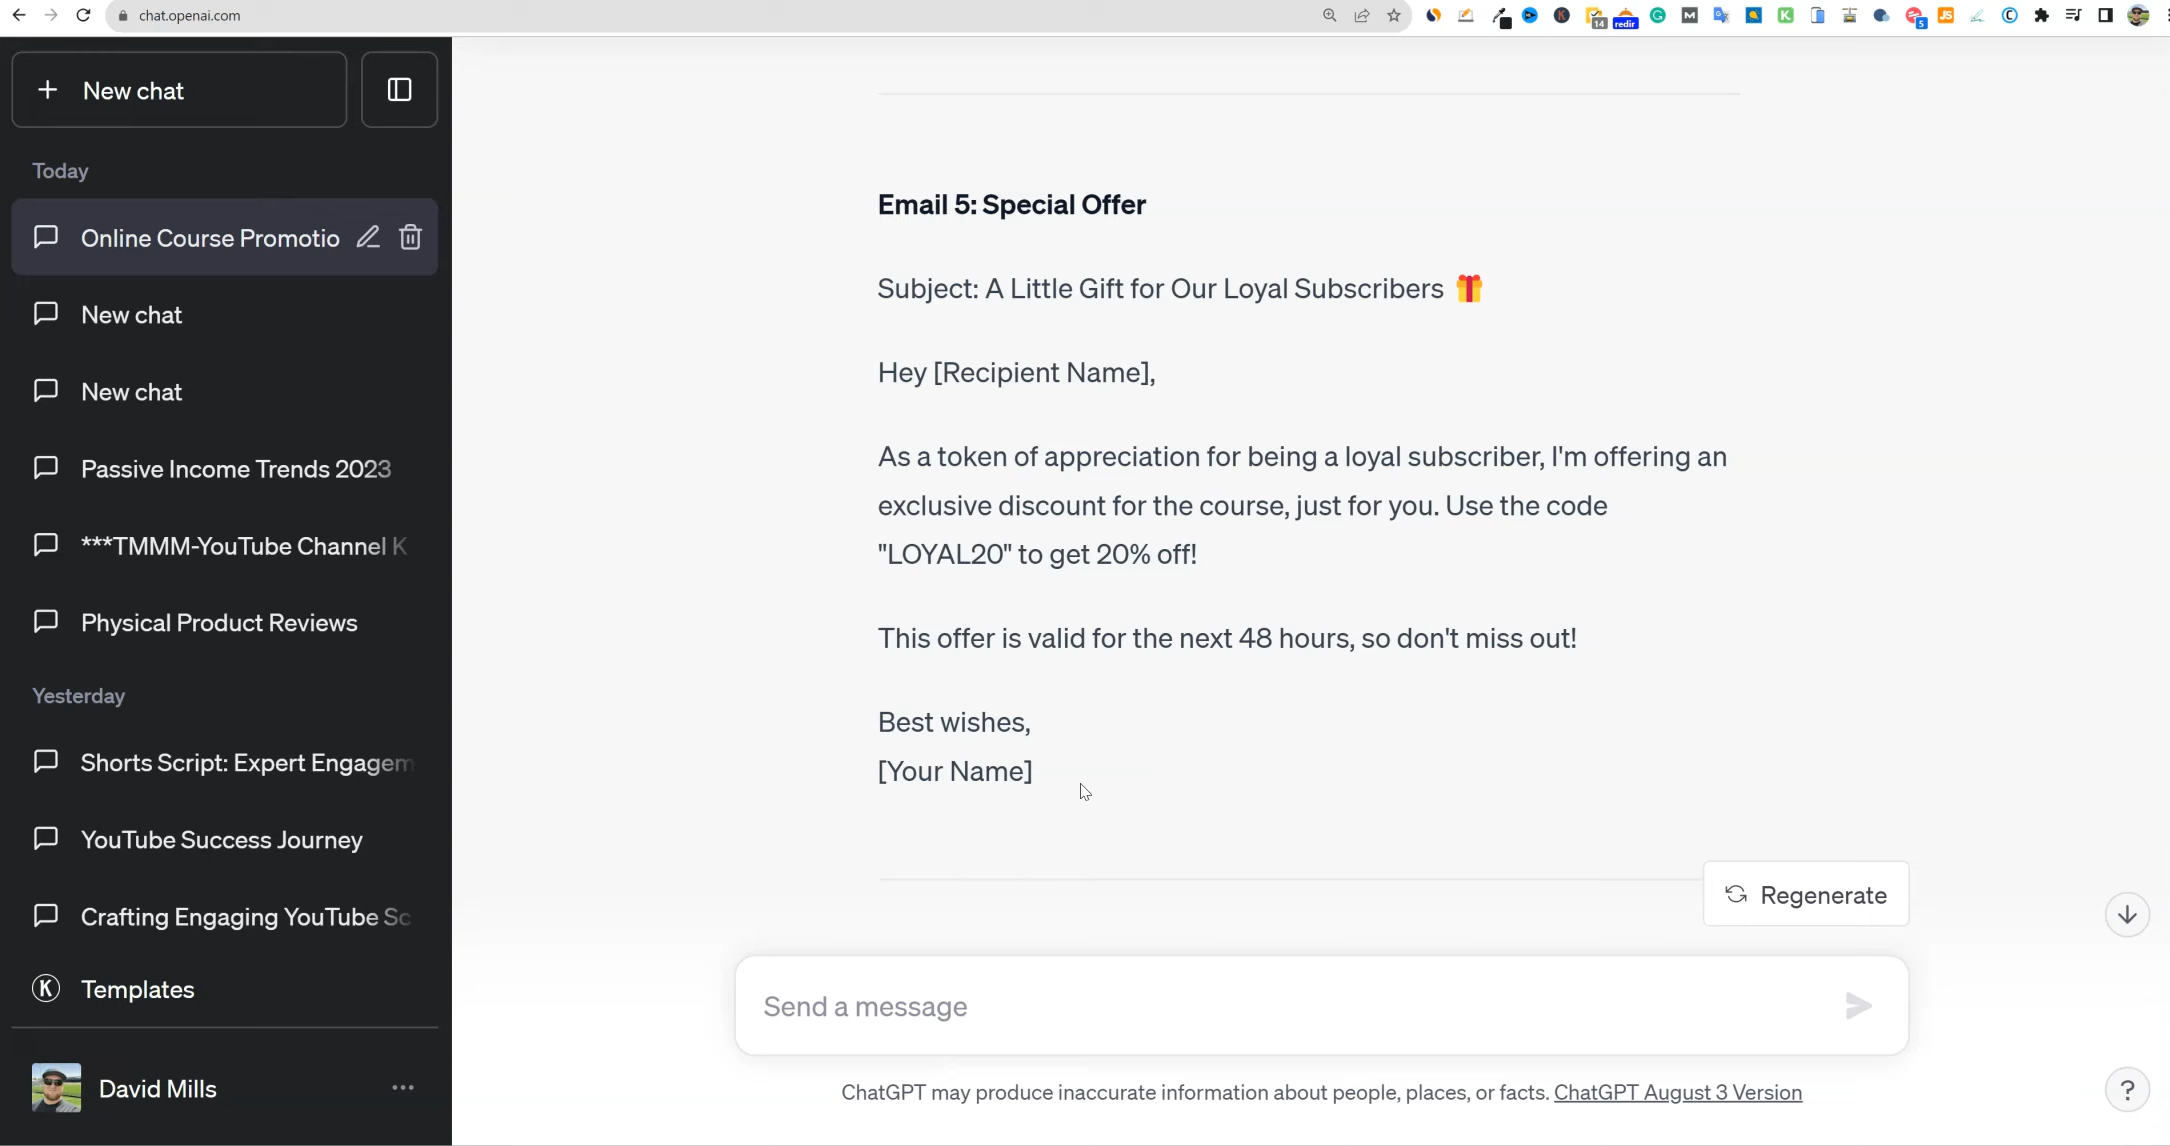 chat.openai.com
14
redir
5
JS
New chat
Today
Online Course Promotio
New chat
New chat
Passive Income Trends 2023
***TMMM-YouTube Channel K
Physical Product Reviews
Yesterday
Shorts Script: Expert Engagem
YouTube Success Journey
Crafting Engaging YouTube Sc
K Templates
David Mills
Email 5: Special Offer
Subject: A Little Gift for Our Loyal Subscribers 🎁
Hey [Recipient Name],
As a token of appreciation for being a loyal subscriber, I'm offering an
exclusive discount for the course, just for you. Use the code
"LOYAL20" to get 20% off!
This offer is valid for the next 48 hours, so don't miss out!
Best wishes,
[Your Name]
Regenerate
Send a message
ChatGPT may produce inaccurate information about people, places, or facts. ChatGPT August 3 Version
?